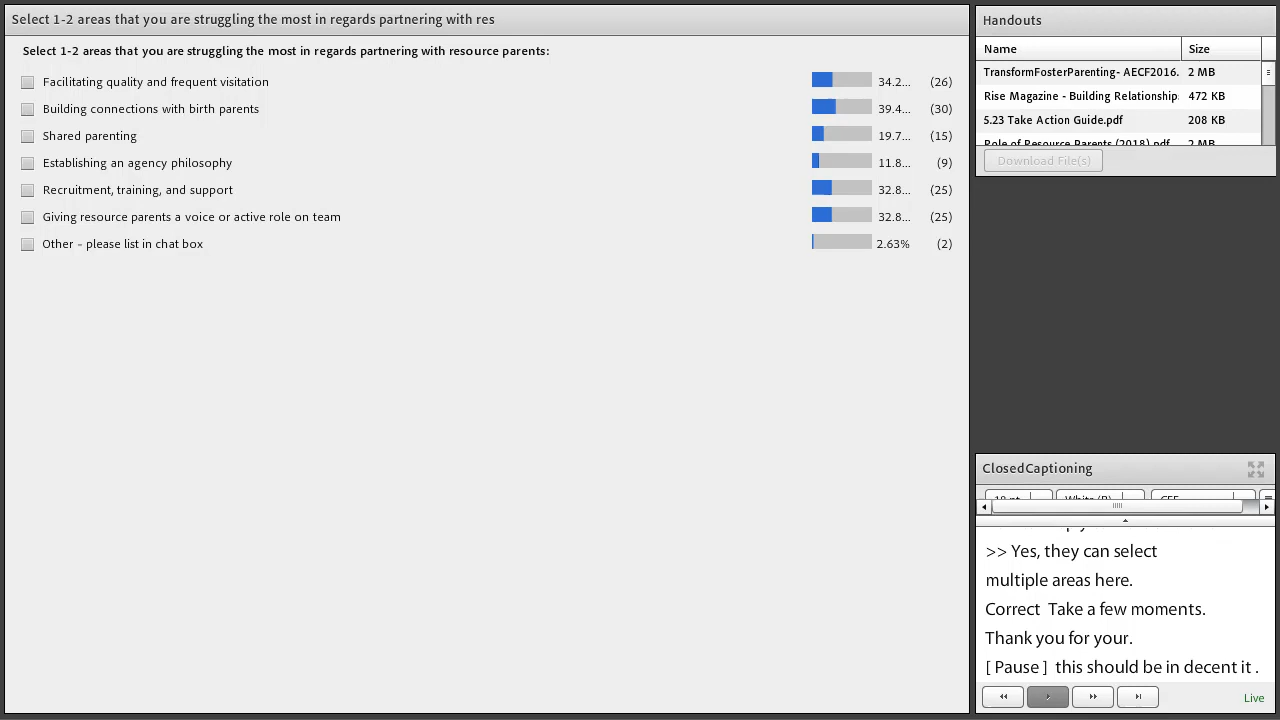 Select 1-2 areas that you are struggling the most in regards partnering with res
Select 1-2 areas that you are struggling the most in regards partnering with resource parents:
Facilitating quality and frequent visitation 34.2... (26)
Building connections with birth parents 39.4... (30)
Shared parenting 19.7... (15)
Establishing an agency philosophy 11.8... (9)
Recruitment, training, and support 32.8... (25)
Giving resource parents a voice or active role on team 32.8... (25)
Other - please list in chat box 2.63% (2)
Handouts
Name Size
TransformFosterParenting- AECF2016. 2 MB
Rise Magazine - Building Relationship 472 KB
5.23 Take Action Guide.pdf 208 KB
Role of Resource Parents (2018).pdf 2 MB
Download File(s)
ClosedCaptioning
>> Yes, they can select
multiple areas here.
Correct Take a few moments.
Thank you for your.
[ Pause ] this should be in decent it .
Live